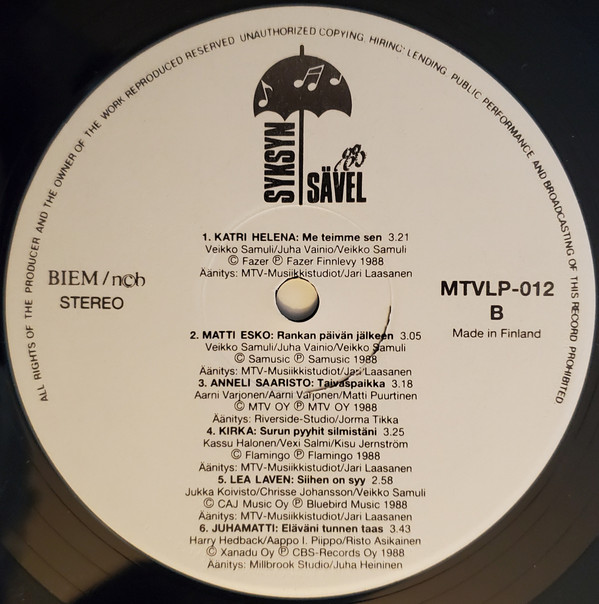 ALL RIGHTS OF THE PRODUCER AND THE OWNER OF THE WORK REPRODUCED RESERVED UNAUTHORIZED COPYING, HIRING; LENDING, PUBLIC PERFORMANCE AND BROADCASTING OF THIS RECORD PROHIBITED
SYKSYN
SÄVEL
88
1. KATRI HELENA: Me teimme sen 3.21
Veikko Samuli/Juha Vainio/Veikko Samuli
© Fazer ℗ Fazer Finnlevy 1988
Äänitys: MTV-Musiikkistudiot/Jari Laasanen
BIEM/ncb
STEREO
MTVLP-012
B
Made in Finland
2. MATTI ESKO: Rankan päivän jälkeen 3.05
Veikko Samuli/Juha Vainio/Veikko Samuli
© Samusic ℗ Samusic 1988
Äänitys: MTV-Musiikkistudiot/Jari Laasanen
3. ANNELI SAARISTO: Taivaspaikka 3.18
Aarni Varjonen/Aarni Varjonen/Matti Puurtinen
© MTV OY ℗ MTV OY 1988
Äänitys: Riverside-Studio/Jorma Tikka
4. KIRKA: Surun pyyhit silmistäni 3.25
Kassu Halonen/Vexi Salmi/Kisu Jernström
© Flamingo ℗ Flamingo 1988
Äänitys: MTV-Musiikkistudiot/Jari Laasanen
5. LEA LAVEN: Siihen on syy 2.58
Jukka Koivisto/Chrisse Johansson/Veikko Samuli
© CAJ Music Oy ℗ Bluebird Music 1988
Äänitys: MTV-Musiikkistudiot/Jari Laasanen
6. JUHAMATTI: Eläväni tunnen taas 3.43
Harry Hedback/Aappo I. Piippo/Risto Asikainen
© Xanadu Oy ℗ CBS-Records Oy 1988
Äänitys: Millbrook Studio/Juha Heininen